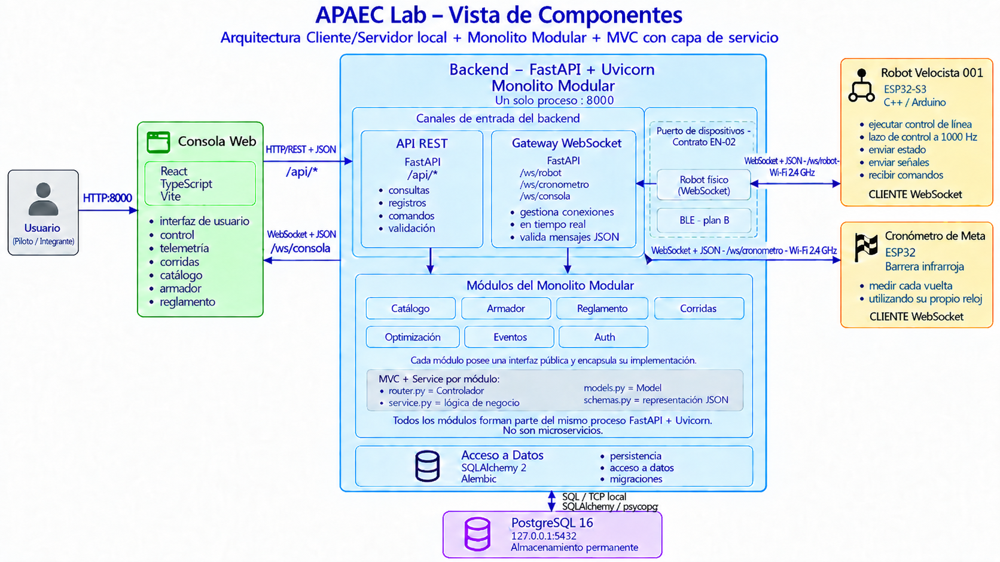 APAEC Lab – Vista de Componentes
Arquitectura Cliente/Servidor local + Monolito Modular + MVC con capa de servicio
Usuario
(Piloto / Integrante)
HTTP:8000
Consola Web
React
TypeScript
Vite
• interfaz de usuario
• control
• telemetría
• corridas
• catálogo
• armador
• reglamento
HTTP/REST + JSON
/api/*
WebSocket + JSON
/ws/consola
Backend – FastAPI + Uvicorn
Monolito Modular
Un solo proceso : 8000
Canales de entrada del backend
API REST
FastAPI
/api/*
• consultas
• registros
• comandos
• validación
Gateway WebSocket
FastAPI
/ws/robot
/ws/cronometro
/ws/consola
• gestiona conexiones
• en tiempo real
• valida mensajes JSON
Puerto de dispositivos -
Contrato EN-02
Robot físico
(WebSocket)
BLE - plan B
WebSocket + JSON - /ws/robot-
Wi-Fi 2.4 GHz
WebSocket + JSON - /ws/cronometro - Wi-Fi 2.4 GHz
Robot Velocista 001
ESP32-S3
C++ / Arduino
• ejecutar control de línea
• lazo de control a 1000 Hz
• enviar estado
• enviar señales
• recibir comandos
CLIENTE WebSocket
Cronómetro de Meta
ESP32
Barrera infrarroja
• medir cada vuelta
• utilizando su propio reloj
CLIENTE WebSocket
Módulos del Monolito Modular
Catálogo
Armador
Reglamento
Corridas
Optimización
Eventos
Auth
Cada módulo posee una interfaz pública y encapsula su implementación.
MVC + Service por módulo:
• router.py = Controlador
• service.py = lógica de negocio
models.py = Model
schemas.py = representación JSON
Todos los módulos forman parte del mismo proceso FastAPI + Uvicorn.
No son microservicios.
Acceso a Datos
SQLAlchemy 2
Alembic
• persistencia
• acceso a datos
• migraciones
SQL / TCP local
SQLAlchemy / psycopg
PostgreSQL 16
127.0.0.1:5432
Almacenamiento permanente